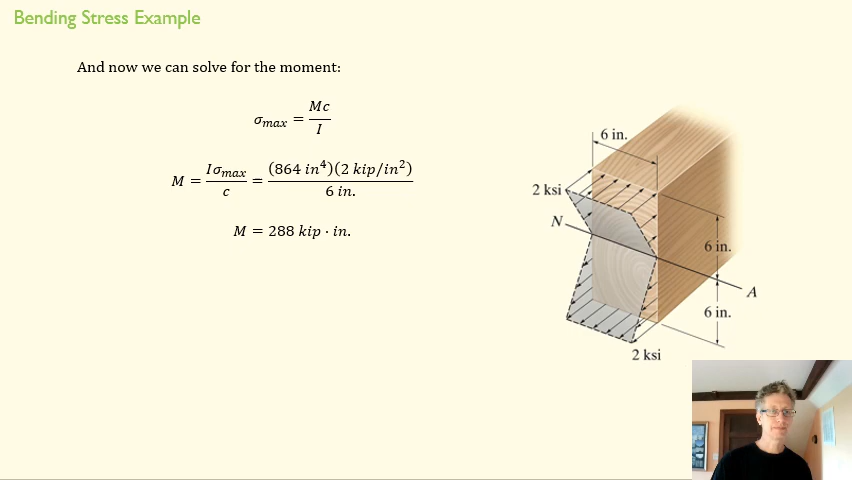 Bending Stress Example
And now we can solve for the moment:
σmax = Mc / I
M = Iσmax / c = (864 in⁴)(2 kip/in²) / 6 in.
M = 288 kip · in.
6 in.
2 ksi
N
6 in.
A
6 in.
2 ksi